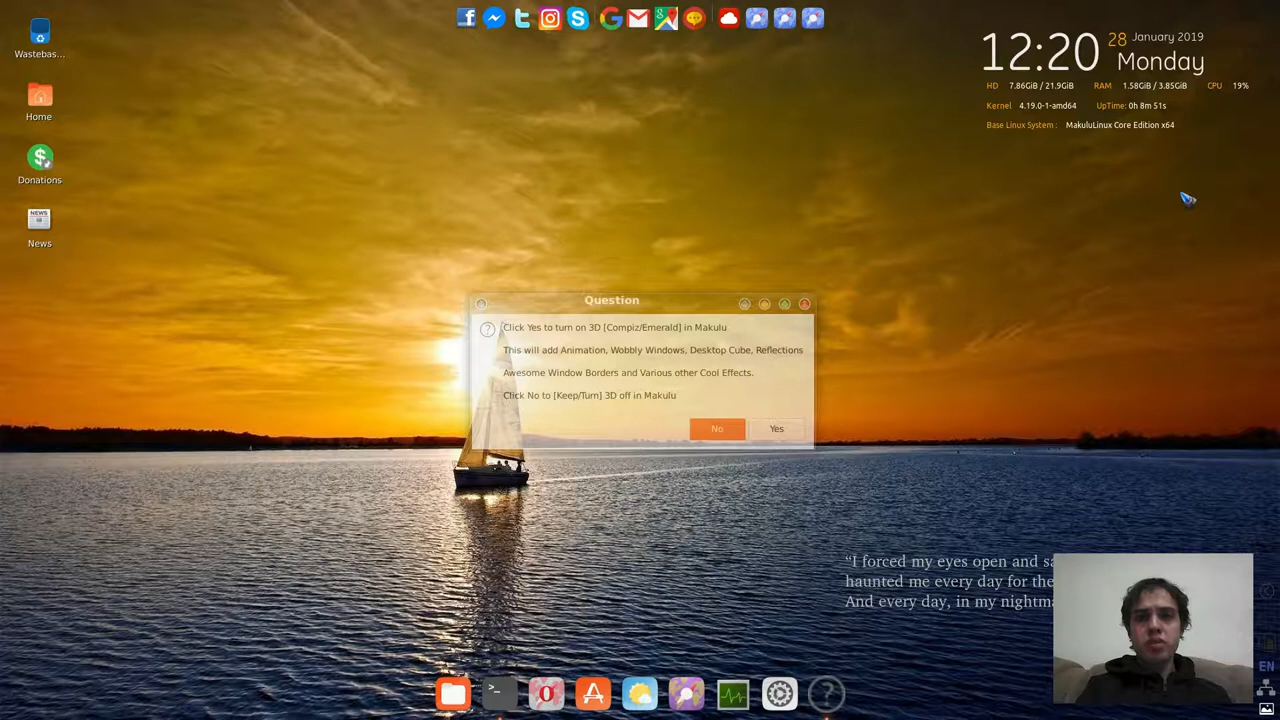 Wastebas...
Home
Donations
NEWS
News
12:20
28 January 2019
Monday
HD 7.86GiB / 21.9GiB RAM 1.58GiB / 3.85GiB CPU 19%
Kernel 4.19.0-1-amd64 UpTime: 0h 8m 51s
Base Linux System : MakuluLinux Core Edition x64
Question
Click Yes to turn on 3D [Compiz/Emerald] in Makulu
This will add Animation, Wobbly Windows, Desktop Cube, Reflections
Awesome Window Borders and Various other Cool Effects.
Click No to [Keep/Turn] 3D off in Makulu
No Yes
“I forced my eyes open and
haunted me every day for the
And every day, in my
EN